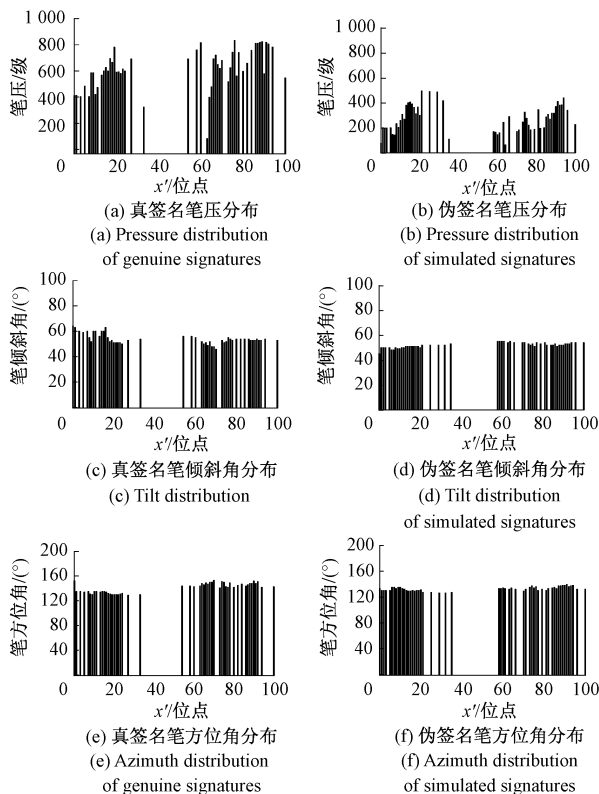 1 000
800
600
400
200
0 20 40 60 80 100
笔压/级
x′/位点
(a) 真签名笔压分布
(a) Pressure distribution
of genuine signatures
1 000
800
600
400
200
0 20 40 60 80 100
笔压/级
x′/位点
(b) 伪签名笔压分布
(b) Pressure distribution
of simulated signatures
100
80
60
40
20
0 20 40 60 80 100
笔倾斜角/(°)
x′/位点
(c) 真签名笔倾斜角分布
(c) Tilt distribution
100
80
60
40
20
0 20 40 60 80 100
笔倾斜角/(°)
x′/位点
(d) 伪签名笔倾斜角分布
(d) Tilt distribution
of simulated signatures
200
160
120
80
40
0 20 40 60 80 100
笔方位角/(°)
x′/位点
(e) 真签名笔方位角分布
(e) Azimuth distribution
of genuine signatures
200
160
120
80
40
0 20 40 60 80 100
笔方位角/(°)
x′/位点
(f) 伪签名笔方位角分布
(f) Azimuth distribution
of simulated signatures